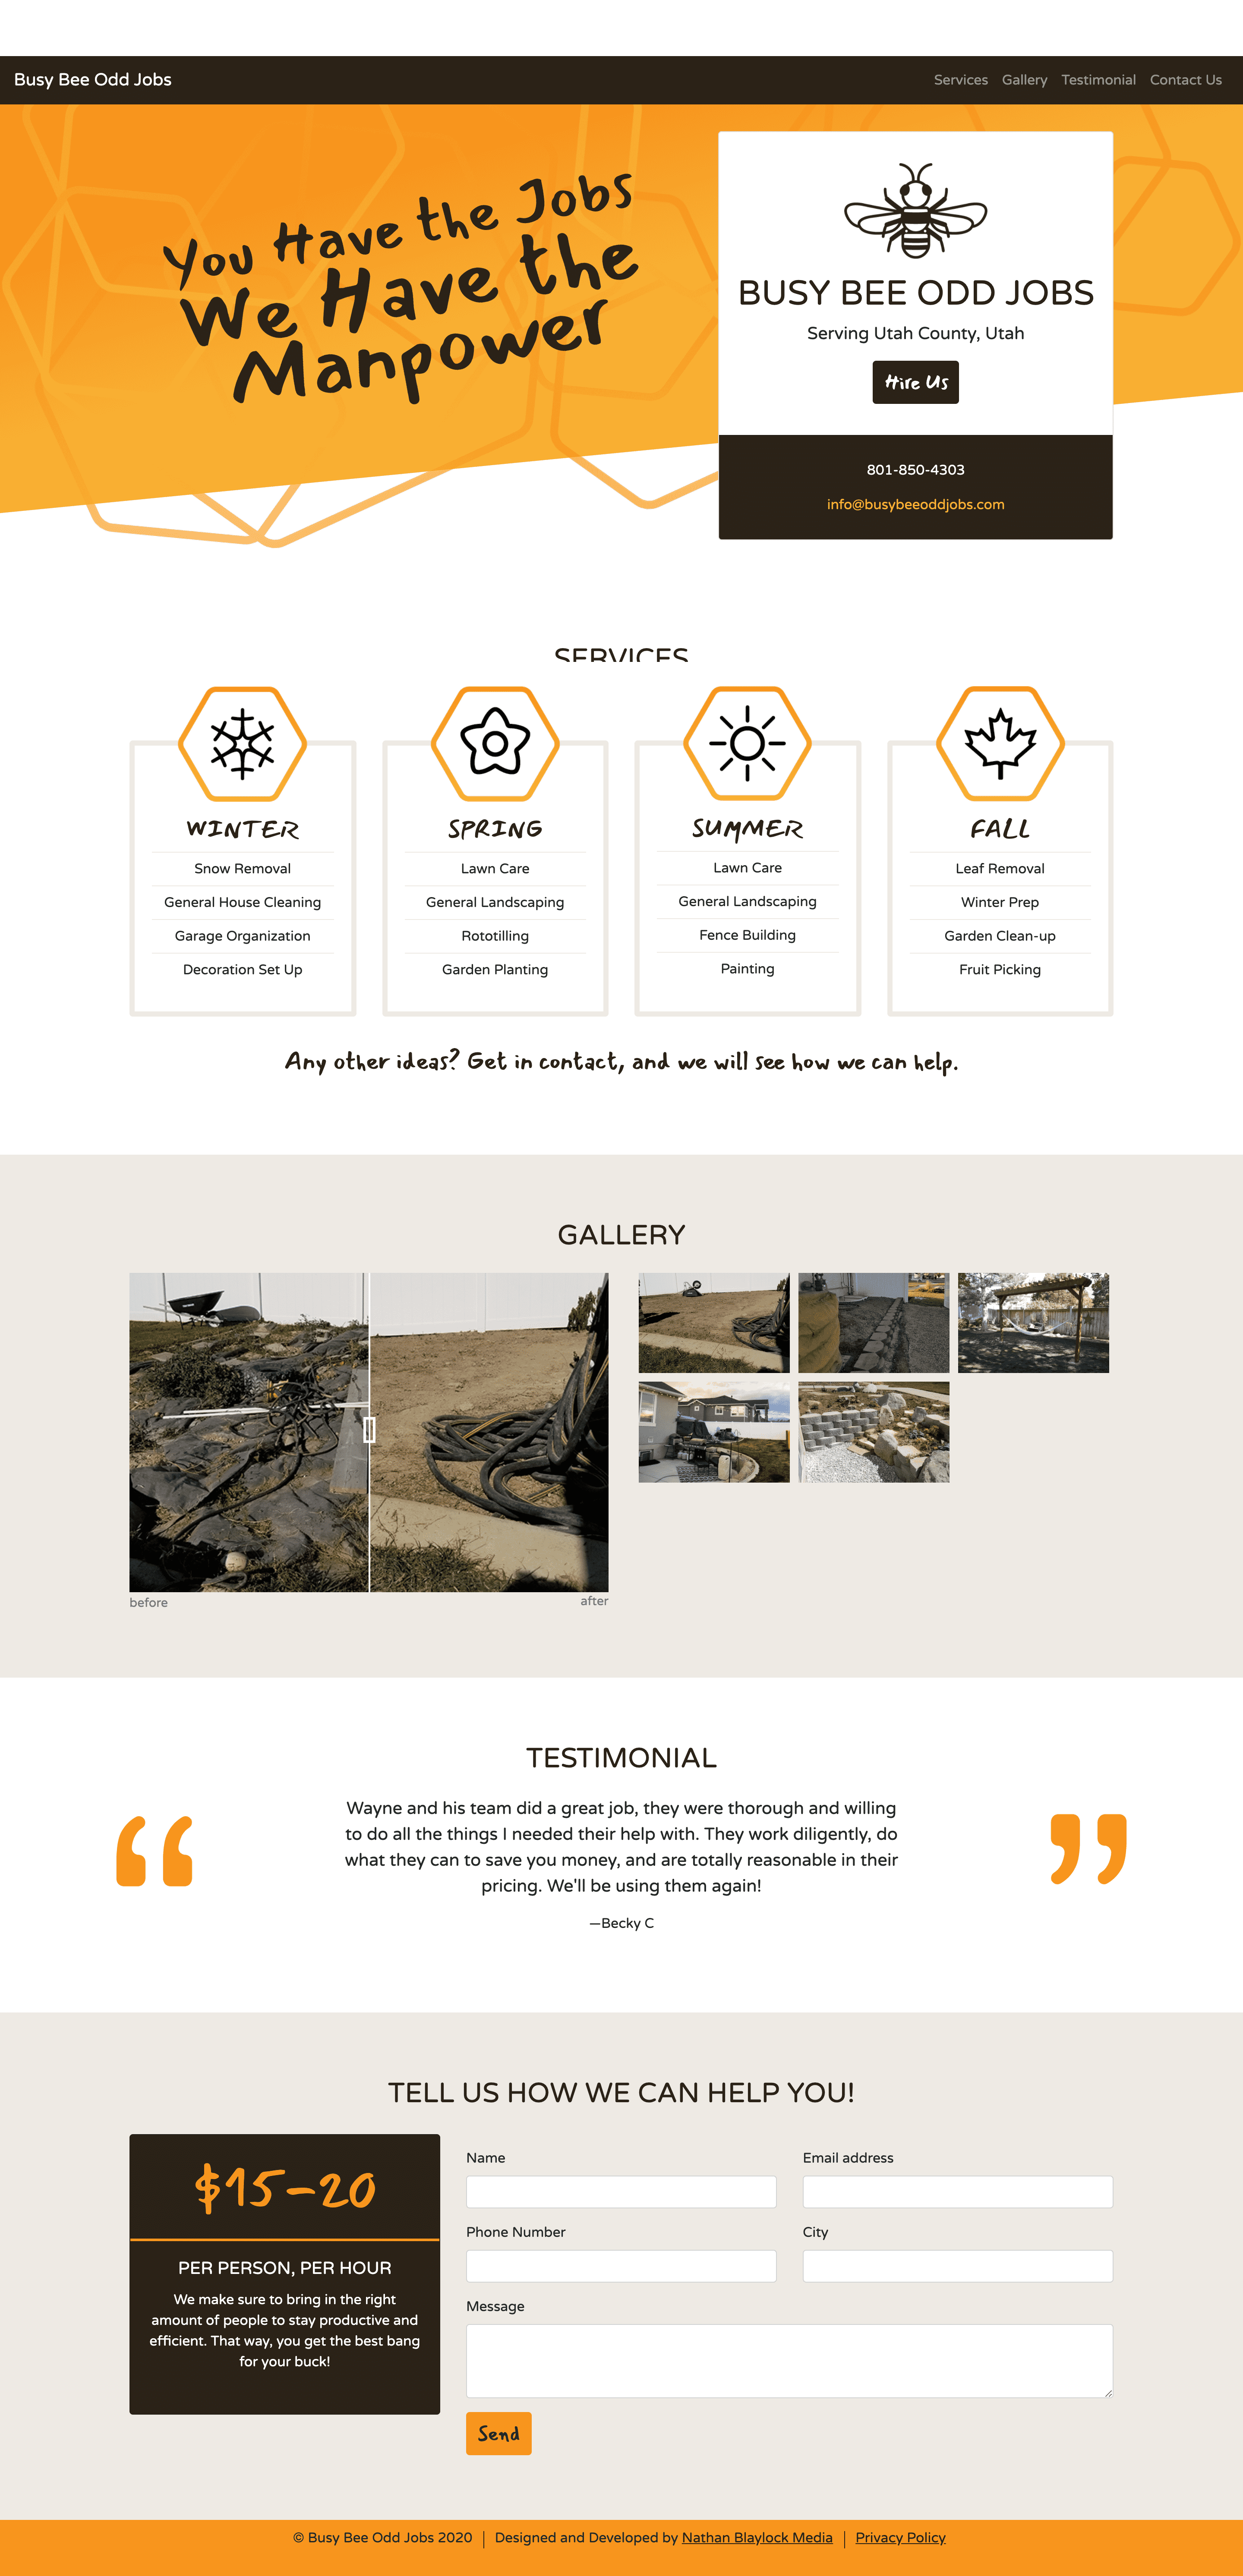 Busy Bee Odd Jobs
Services Gallery Testimonial Contact Us
You Have the Jobs
We Have the
Manpower
BUSY BEE ODD JOBS
Serving Utah County, Utah
Hire Us
801-850-4303
info@busybeeoddjobs.com
SERVICES
WINTER
Snow Removal
General House Cleaning
Garage Organization
Decoration Set Up
SPRING
Lawn Care
General Landscaping
Rototilling
Garden Planting
SUMMER
Lawn Care
General Landscaping
Fence Building
Painting
FALL
Leaf Removal
Winter Prep
Garden Clean-up
Fruit Picking
Any other ideas? Get in contact, and we will see how we can help.
GALLERY
before
after
TESTIMONIAL
“
Wayne and his team did a great job, they were thorough and willing
to do all the things I needed their help with. They work diligently, do
what they can to save you money, and are totally reasonable in their
pricing. We'll be using them again!
”
—Becky C
TELL US HOW WE CAN HELP YOU!
$15-20
PER PERSON, PER HOUR
We make sure to bring in the right
amount of people to stay productive and
efficient. That way, you get the best bang
for your buck!
Name
Email address
Phone Number
City
Message
Send
© Busy Bee Odd Jobs 2020 | Designed and Developed by Nathan Blaylock Media | Privacy Policy